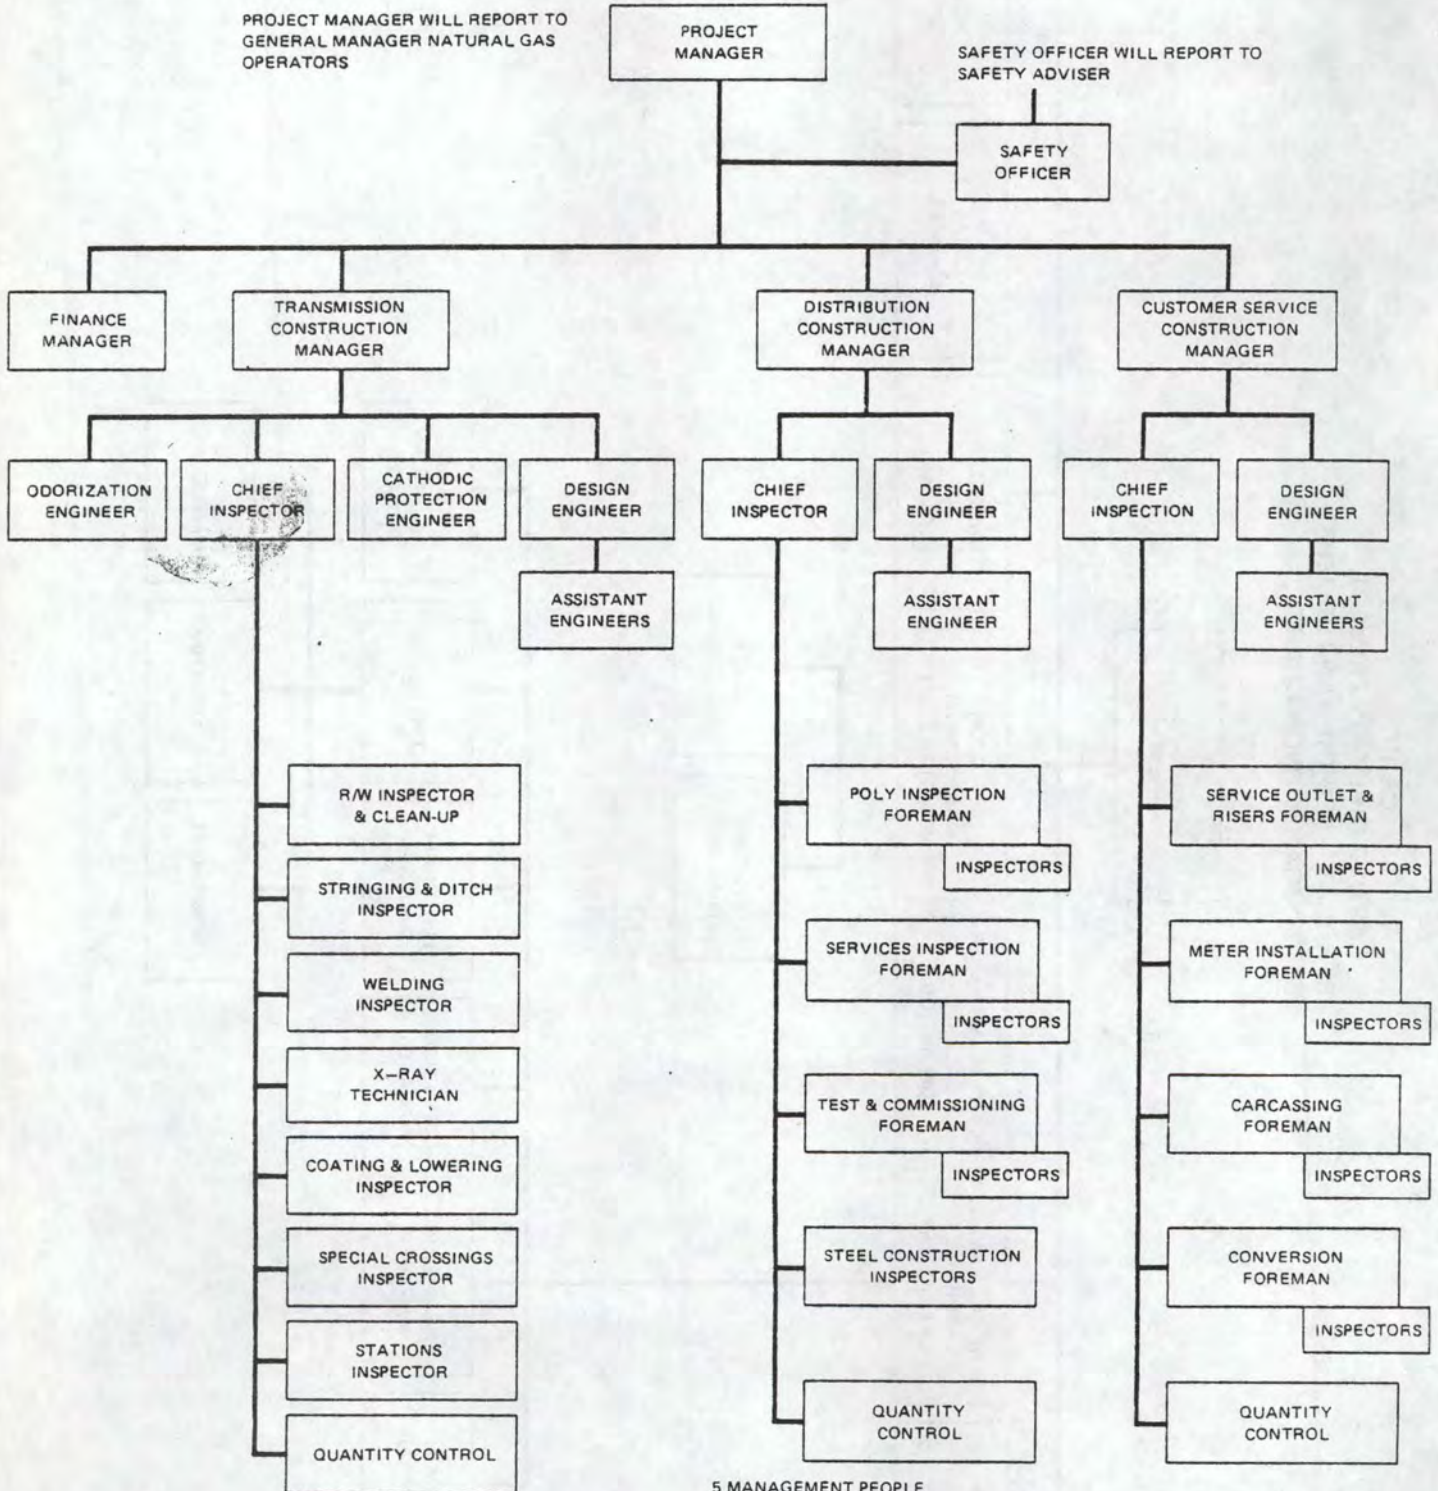 PROJECT MANAGER WILL REPORT TO
GENERAL MANAGER NATURAL GAS
OPERATORS
PROJECT
MANAGER
SAFETY OFFICER WILL REPORT TO
SAFETY ADVISER
SAFETY
OFFICER
FINANCE
MANAGER
TRANSMISSION
CONSTRUCTION
MANAGER
DISTRIBUTION
CONSTRUCTION
MANAGER
CUSTOMER SERVICE
CONSTRUCTION
MANAGER
ODORIZATION
ENGINEER
CHIEF
INSPECTOR
CATHODIC
PROTECTION
ENGINEER
DESIGN
ENGINEER
CHIEF
INSPECTOR
DESIGN
ENGINEER
CHIEF
INSPECTION
DESIGN
ENGINEER
ASSISTANT
ENGINEERS
ASSISTANT
ENGINEER
ASSISTANT
ENGINEERS
R/W INSPECTOR
& CLEAN-UP
STRINGING & DITCH
INSPECTOR
WELDING
INSPECTOR
X-RAY
TECHNICIAN
COATING & LOWERING
INSPECTOR
SPECIAL CROSSINGS
INSPECTOR
STATIONS
INSPECTOR
QUANTITY CONTROL
POLY INSPECTION
FOREMAN
INSPECTORS
SERVICES INSPECTION
FOREMAN
INSPECTORS
TEST & COMMISSIONING
FOREMAN
INSPECTORS
STEEL CONSTRUCTION
INSPECTORS
QUANTITY
CONTROL
SERVICE OUTLET &
RISERS FOREMAN
INSPECTORS
METER INSTALLATION
FOREMAN
INSPECTORS
CARCASSING
FOREMAN
INSPECTORS
CONVERSION
FOREMAN
INSPECTORS
QUANTITY
CONTROL
5 MANAGEMENT PEOPLE